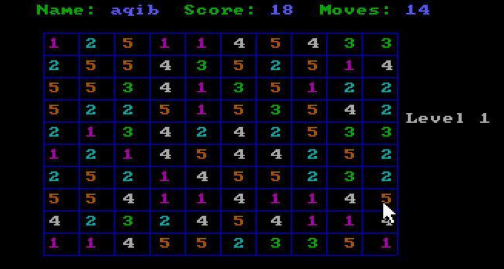 Name: aqib Score: 18 Moves: 14
1 2 5 1 1 4 5 4 3 3
2 5 5 4 3 5 2 5 1 4
5 5 3 4 1 3 5 1 2 2
5 2 2 5 1 5 3 5 4 2
Level 1
2 1 3 4 2 4 2 5 3 3
1 2 1 4 5 4 4 2 5 2
2 5 2 1 4 5 5 2 3 2
5 5 4 1 1 4 1 1 4 5
4 2 3 2 4 5 4 1 1 4
1 1 4 5 5 2 3 3 5 1